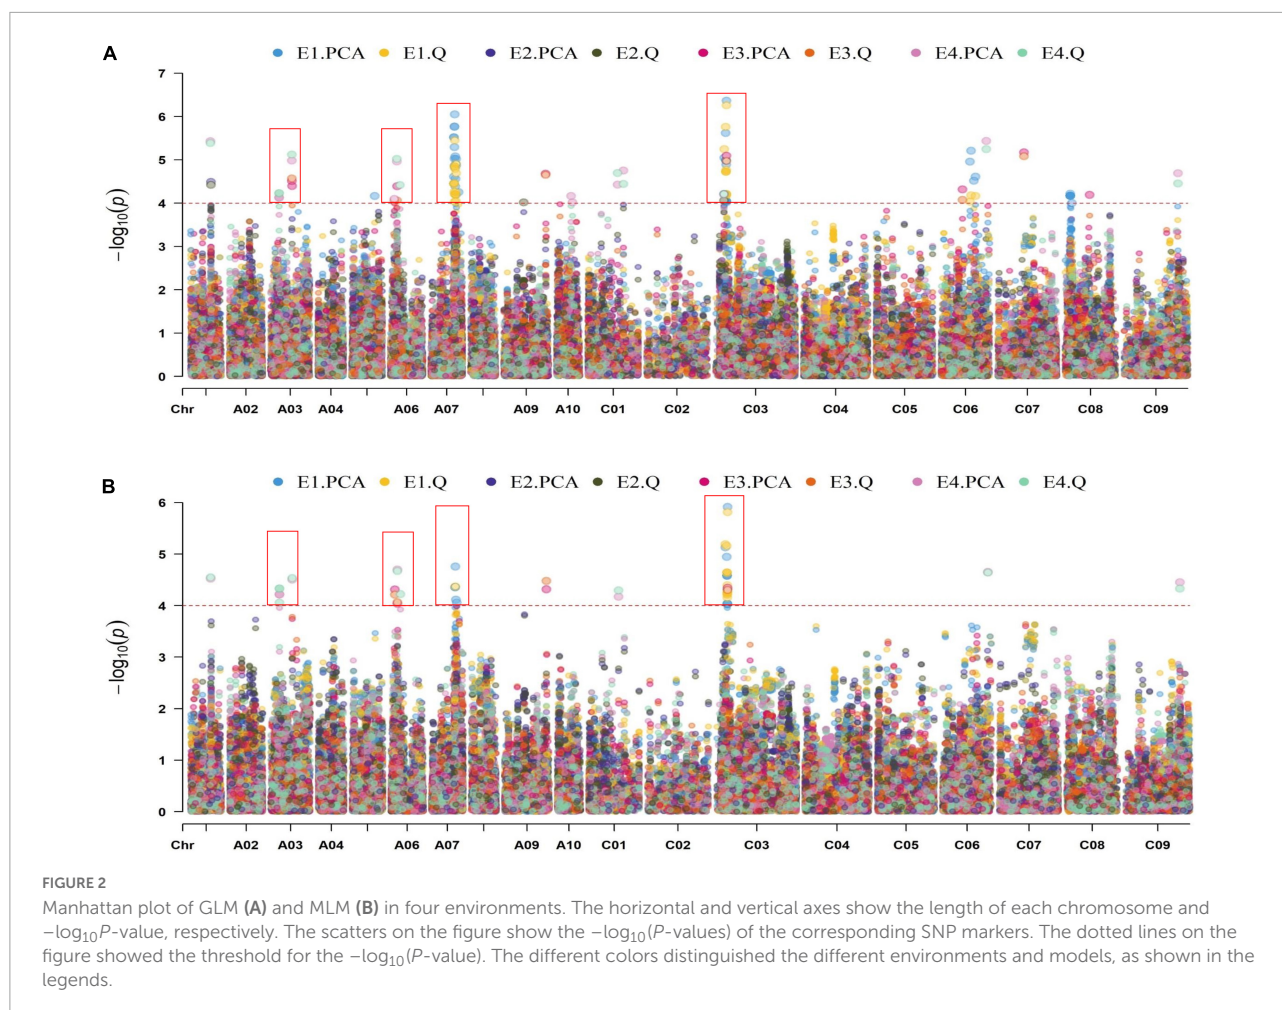 A
E1.PCA E1.Q E2.PCA E2.Q E3.PCA E3.Q E4.PCA E4.Q
7
6
5
4
3
2
1
0
−log10(p)
Chr A02 A03 A04 A06 A07 A09 A10 C01 C02 C03 C04 C05 C06 C07 C08 C09
B
E1.PCA E1.Q E2.PCA E2.Q E3.PCA E3.Q E4.PCA E4.Q
6
5
4
3
2
1
0
−log10(p)
Chr A02 A03 A04 A06 A07 A09 A10 C01 C02 C03 C04 C05 C06 C07 C08 C09
FIGURE 2
Manhattan plot of GLM (A) and MLM (B) in four environments. The horizontal and vertical axes show the length of each chromosome and
−log10P-value, respectively. The scatters on the figure show the −log10(P-values) of the corresponding SNP markers. The dotted lines on the
figure showed the threshold for the −log10(P-value). The different colors distinguished the different environments and models, as shown in the
legends.